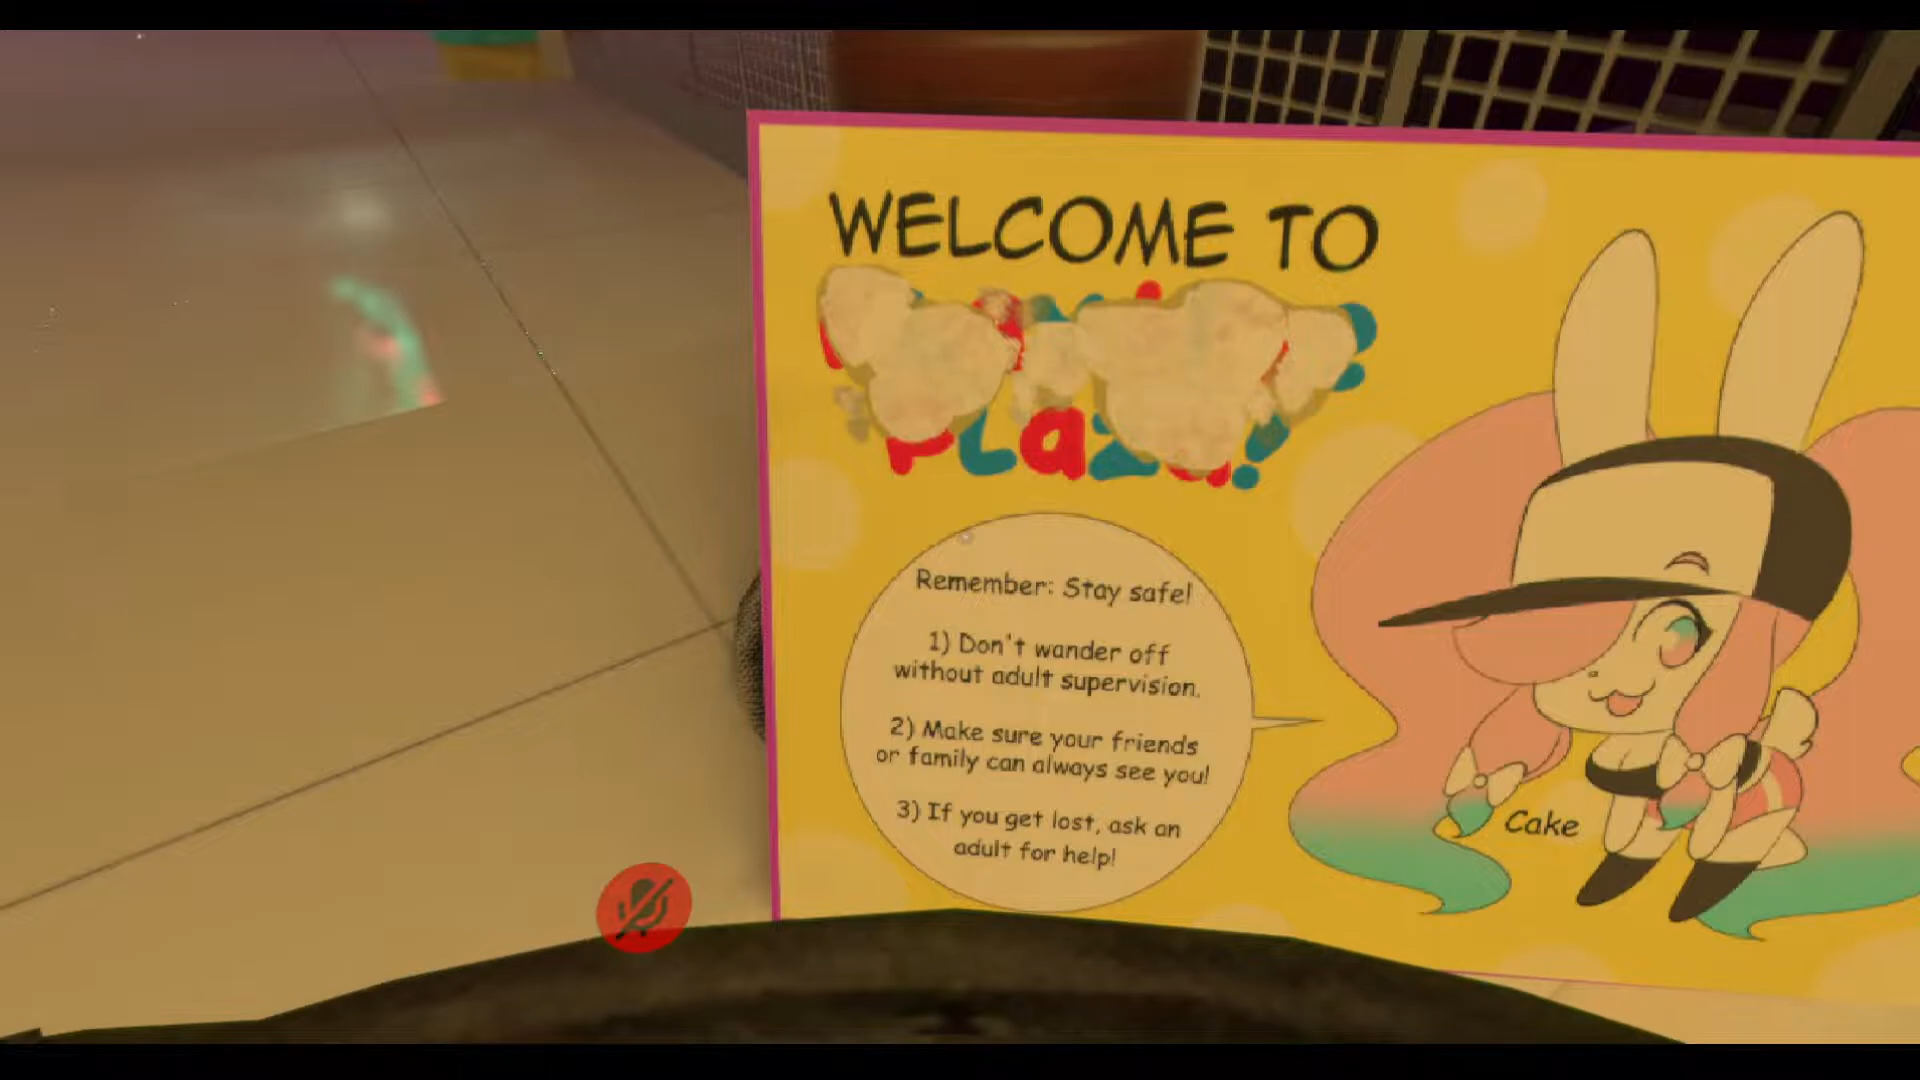 WELCOME TO
PLaza!
Remember: Stay safe!
1) Don't wander off
without adult supervision.
2) Make sure your friends
or family can always see you!
3) If you get lost, ask an
adult for help!
Cake